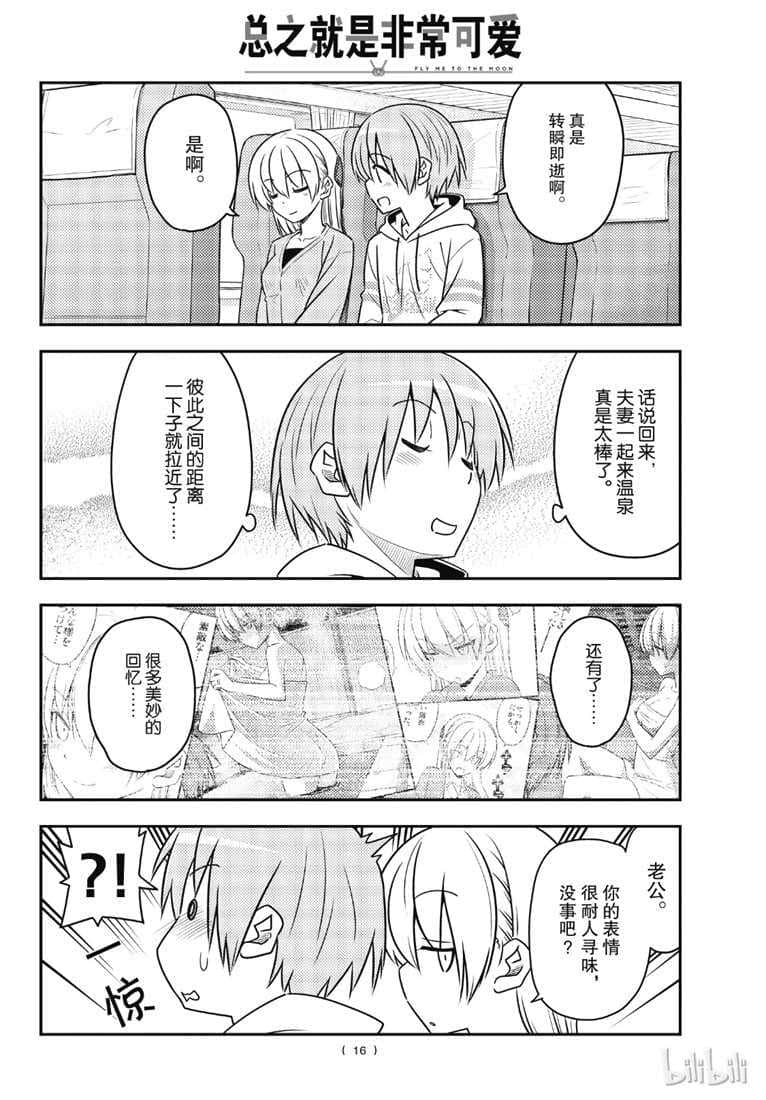 总之就是非常可爱
FLY ME TO THE MOON
真是
转瞬即逝啊。
是啊。
话说回来，
夫妻一起来温泉
真是太棒了。
彼此之间的距离
一下子就拉近了……
还有了……
很多美妙的
回忆……
素敵な…
老公。
你的表情
很耐人寻味，
没事吧？
?!
一惊
( 16 )
bilibili